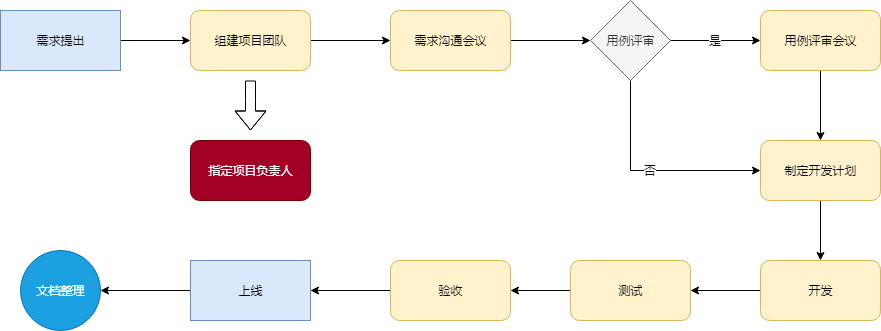 需求提出
组建项目团队
需求沟通会议
用例评审
是
用例评审会议
指定项目负责人
否
制定开发计划
文档整理
上线
验收
测试
开发